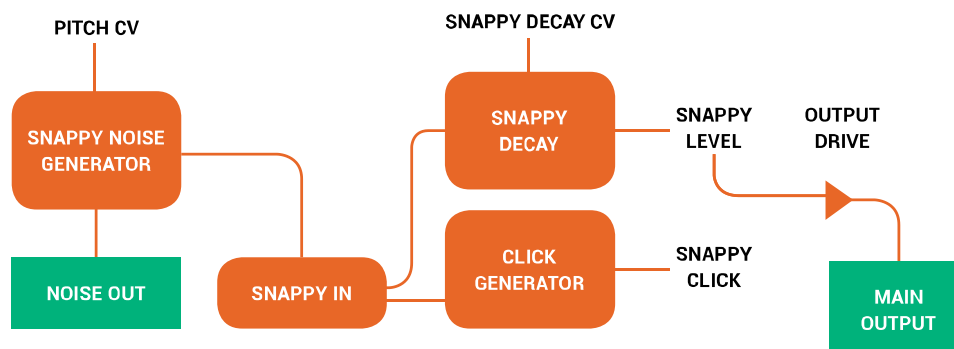 PITCH CV
SNAPPY DECAY CV
SNAPPY NOISE
GENERATOR
SNAPPY
DECAY
SNAPPY
LEVEL
OUTPUT
DRIVE
NOISE OUT
SNAPPY IN
CLICK
GENERATOR
SNAPPY
CLICK
MAIN
OUTPUT